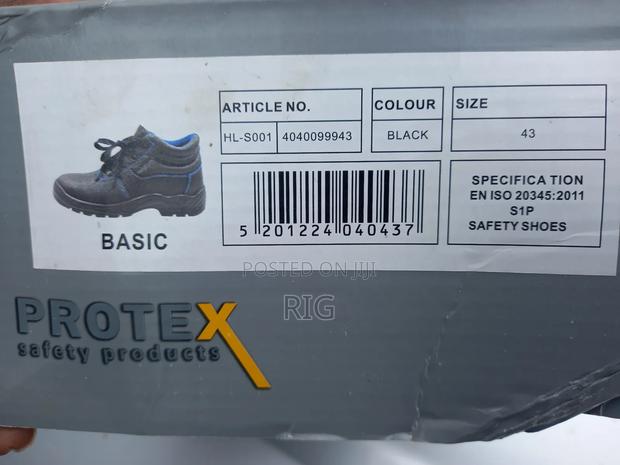 ARTICLE NO.
HL-S001 4040099943
COLOUR
BLACK
SIZE
43
BASIC
5 201224 040437
SPECIFICA TION
EN ISO 20345:2011
S1P
SAFETY SHOES
POSTED ON JIJI
RIG
PROTEX
safety products